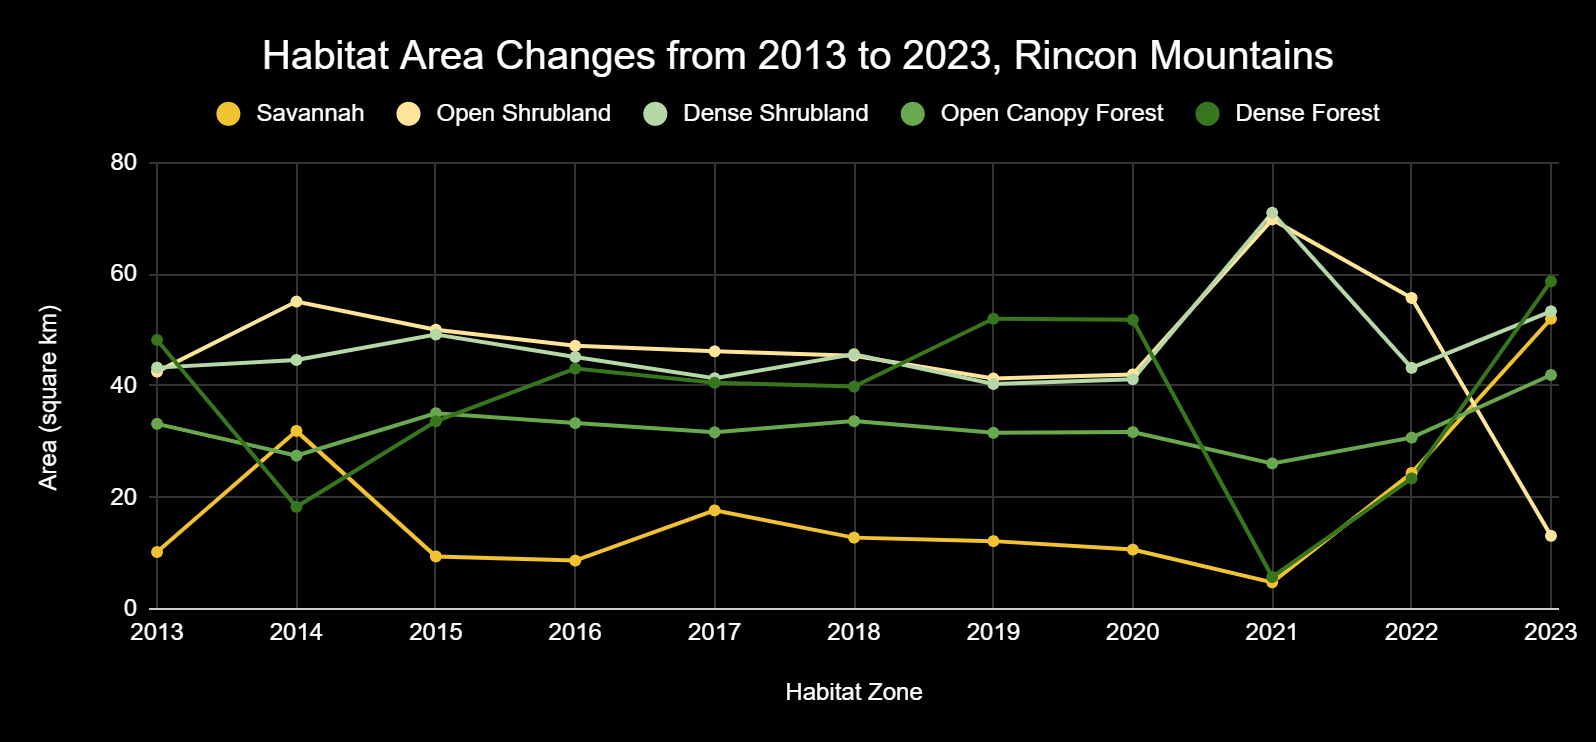 Habitat Area Changes from 2013 to 2023, Rincon Mountains
Savannah Open Shrubland Dense Shrubland Open Canopy Forest Dense Forest
80
60
40
20
0
Area (square km)
2013 2014 2015 2016 2017 2018 2019 2020 2021 2022 2023
Habitat Zone